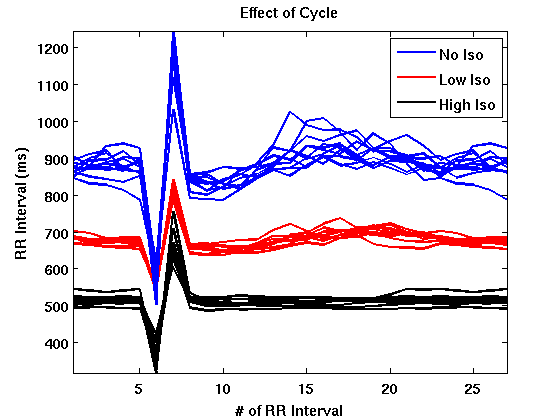 Effect of Cycle
1200
1100
1000
900
800
700
600
500
400
RR Interval (ms)
No Iso
Low Iso
High Iso
5
10
15
20
25
# of RR Interval